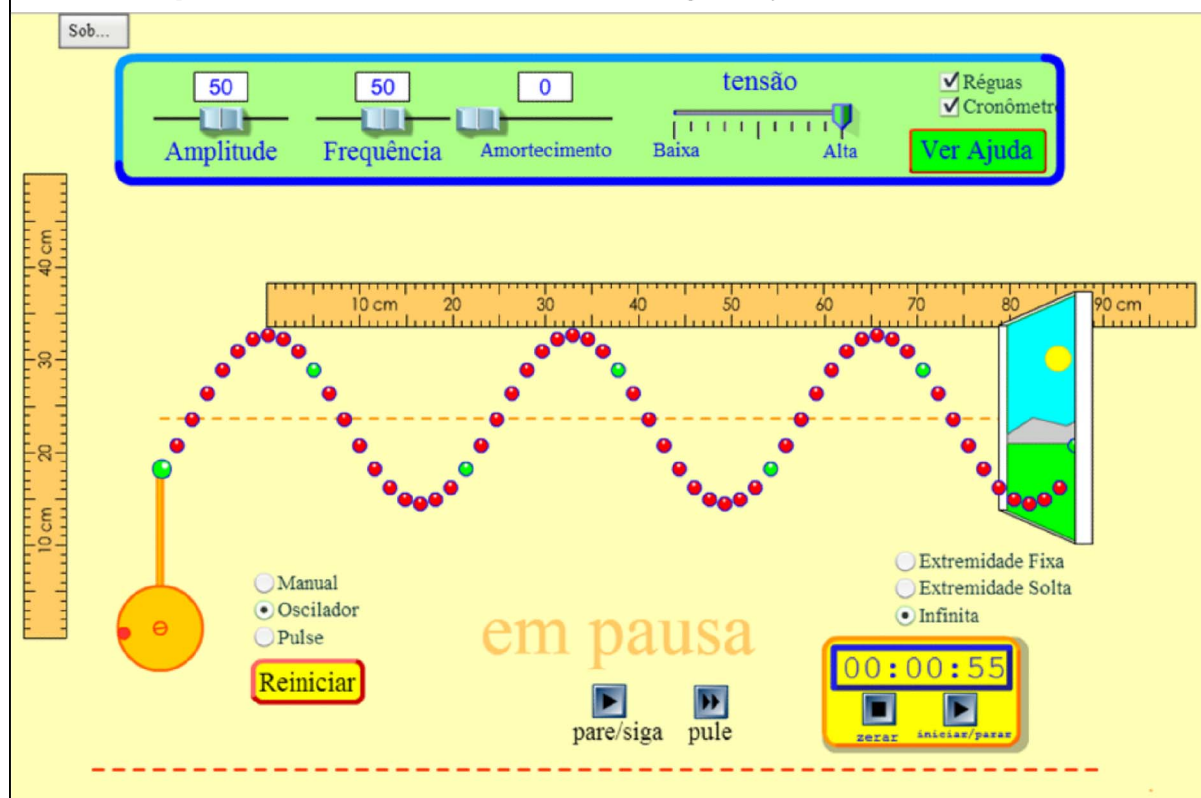 Sob...
50
50
0
Amplitude
Frequência
Amortecimento
tensão
Baixa
Alta
Réguas
Cronômetr
Ver Ajuda
40 cm
30
20
10 cm
10 cm 20 30 40 50 60 70 80 90 cm
Manual
Oscilador
Pulse
Reiniciar
em pausa
pare/siga
pule
Extremidade Fixa
Extremidade Solta
Infinita
00:00:55
zerar
iniciar/parar